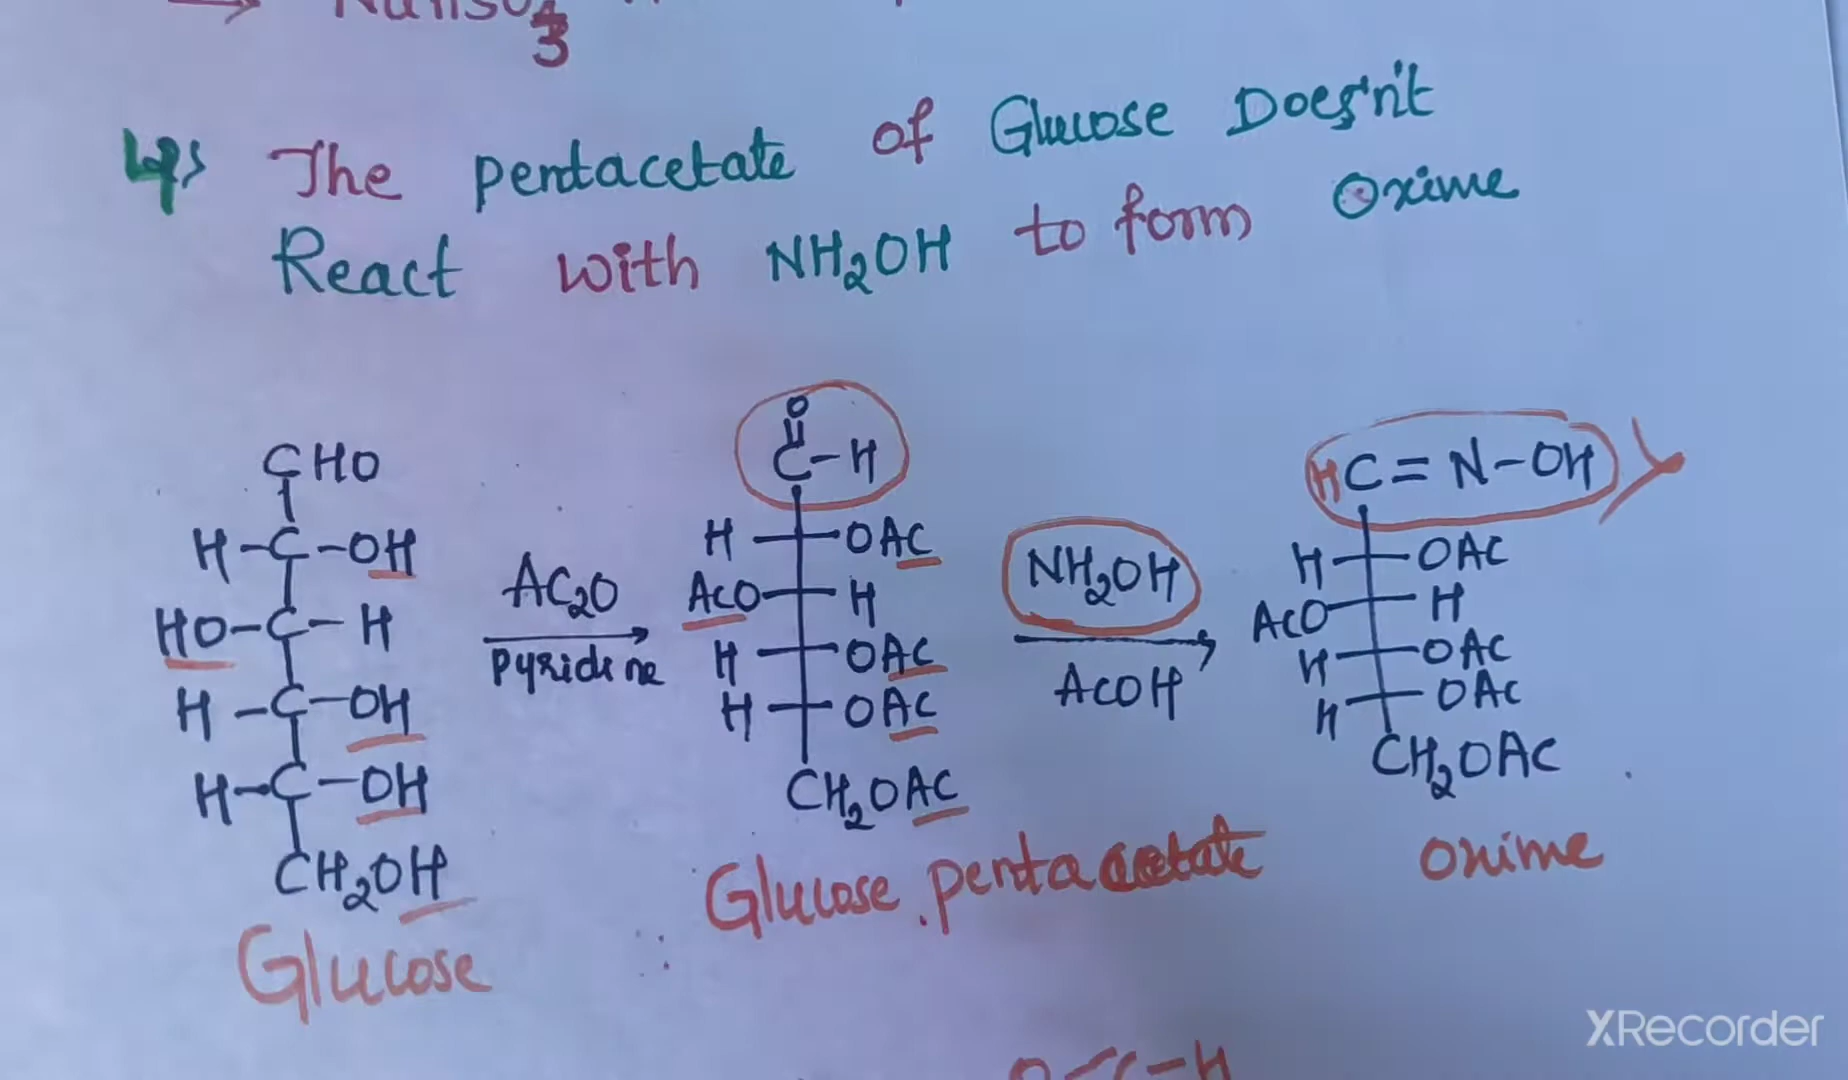 4> The pentacetate of Glucose Doesn't
React with NH2OH to form Oxime
CHO
H-C-OH
HO-C-H
H-C-OH
H-C-OH
CH2OH
Glucose
AC2O
pyridine
O
C-H
H OAC
ACO H
H OAC
H OAC
CH2OAC
Glucose pentaacetate
NH2OH
ACOH
HC=N-OH
H OAC
ACO H
H OAC
H OAC
CH2OAC
oxime
C-H
XRecorder